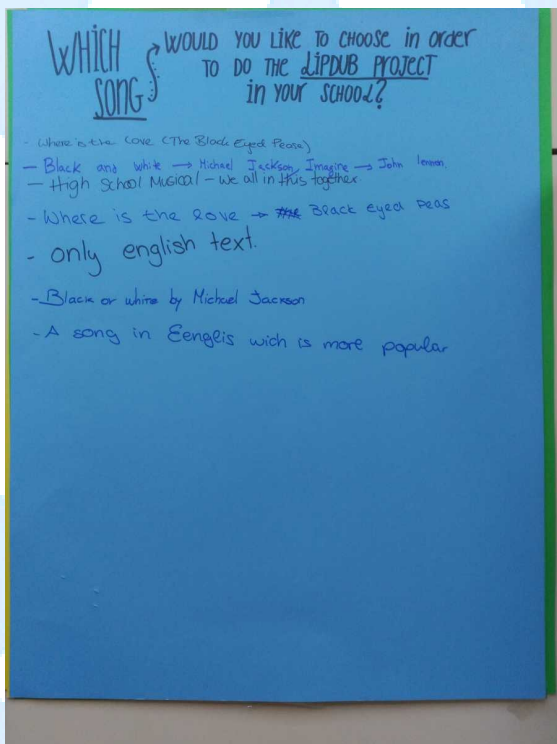 WHICH SONG WOULD YOU LIKE TO CHOOSE in order
TO DO THE LIPDUB PROJECT
in YOUR SCHOOL?
- Where is the Love (The Black Eyed Peas)
- Black and White → Michael Jackson, Imagine → John lennon.
- High School Musical - We all in this together
- Where is the love → Black eyed peas
- only english text.
- Black or white by Michael Jackson
- A song in Eenglis wich is more popular